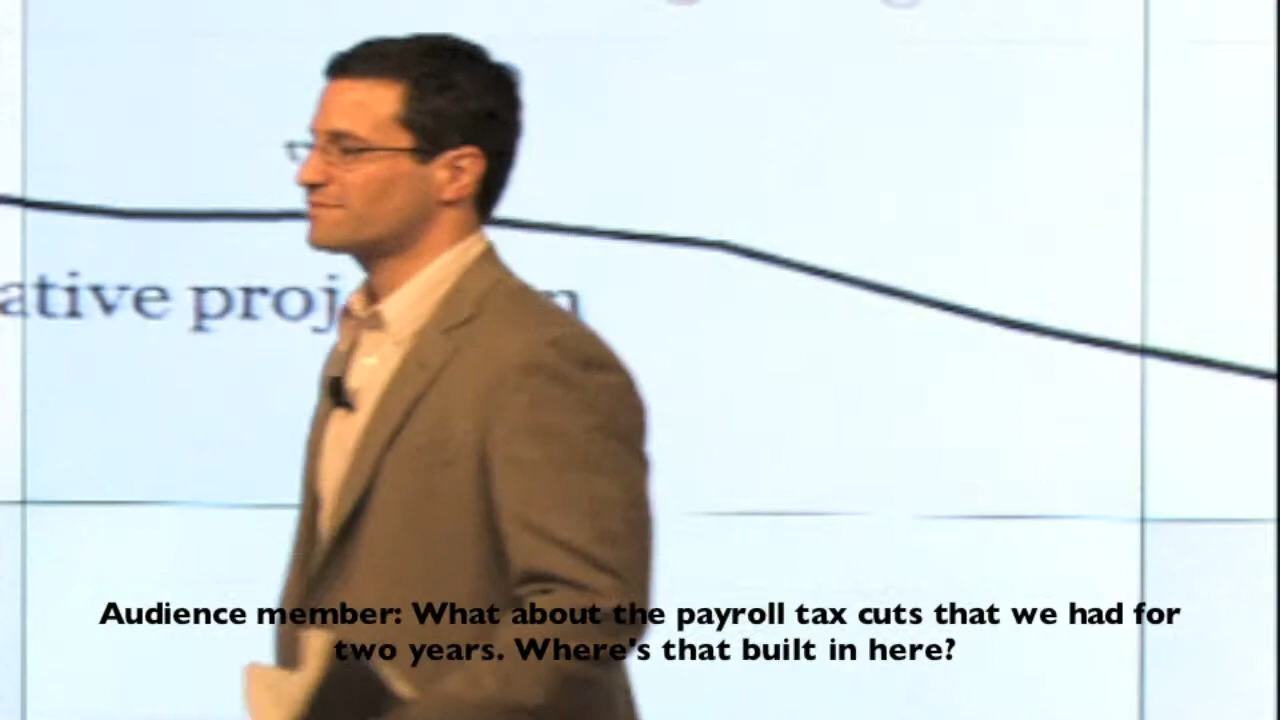 ative proj
n
Audience member: What about the payroll tax cuts that we had for
two years. Where's that built in here?